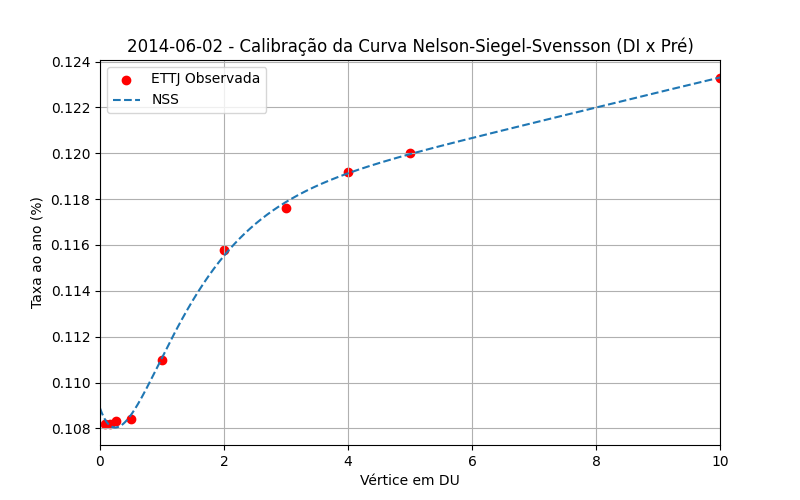 2014-06-02 - Calibração da Curva Nelson-Siegel-Svensson (DI x Pré)
ETTJ Observada
NSS
Taxa ao ano (%)
0.124
0.122
0.120
0.118
0.116
0.114
0.112
0.110
0.108
0 2 4 6 8 10
Vértice em DU